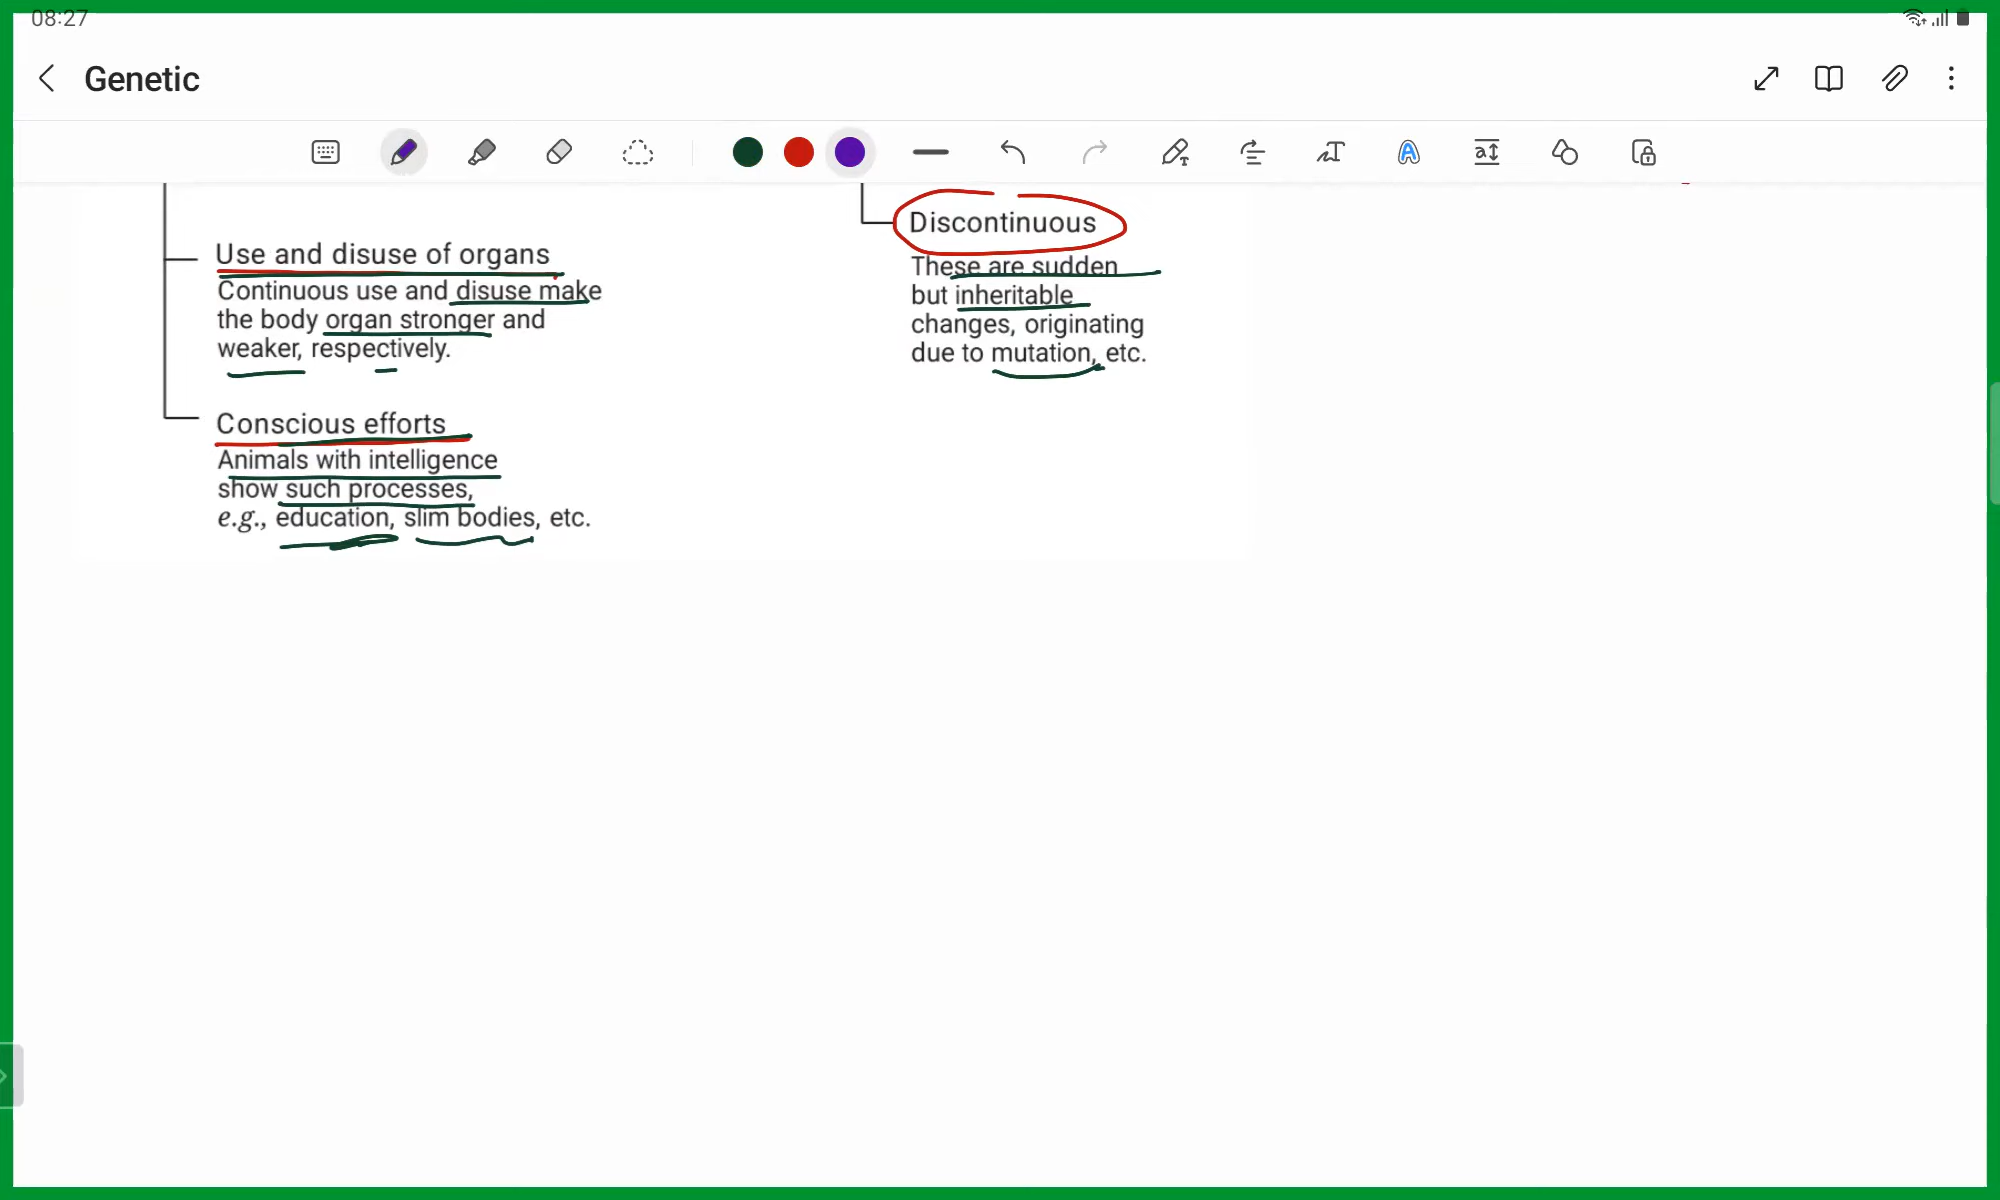 08:27
Genetic
Use and disuse of organs
Continuous use and disuse make
the body organ stronger and
weaker, respectively.
Conscious efforts
Animals with intelligence
show such processes,
e.g., education, slim bodies, etc.
Discontinuous
These are sudden
but inheritable
changes, originating
due to mutation, etc.